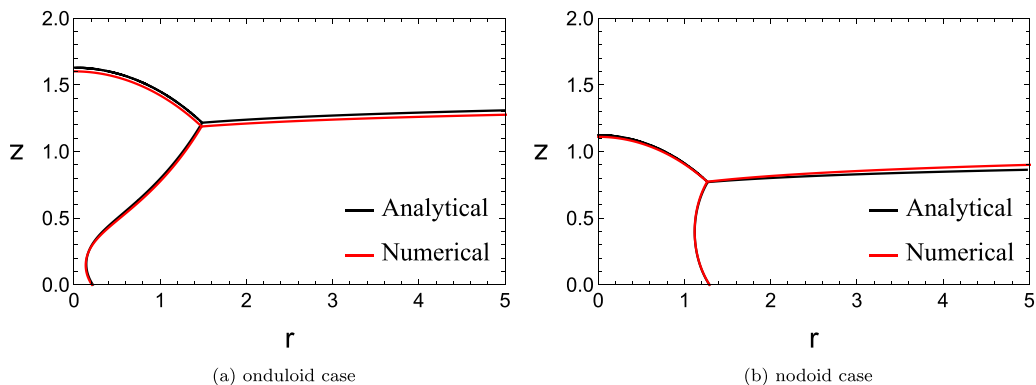 2.0
1.5
1.0
0.5
0.0
z
0 1 2 3 4 5
r
Analytical
Numerical
(a) onduloid case
2.0
1.5
1.0
0.5
0.0
z
0 1 2 3 4 5
r
Analytical
Numerical
(b) nodoid case